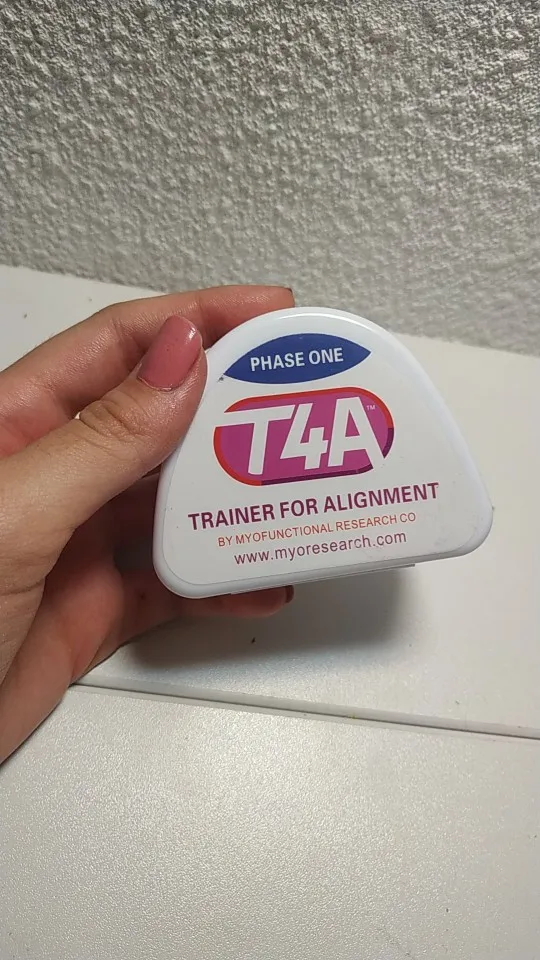 PHASE ONE
T4A™
TRAINER FOR ALIGNMENT
BY MYOFUNCTIONAL RESEARCH CO
www.myoresearch.com